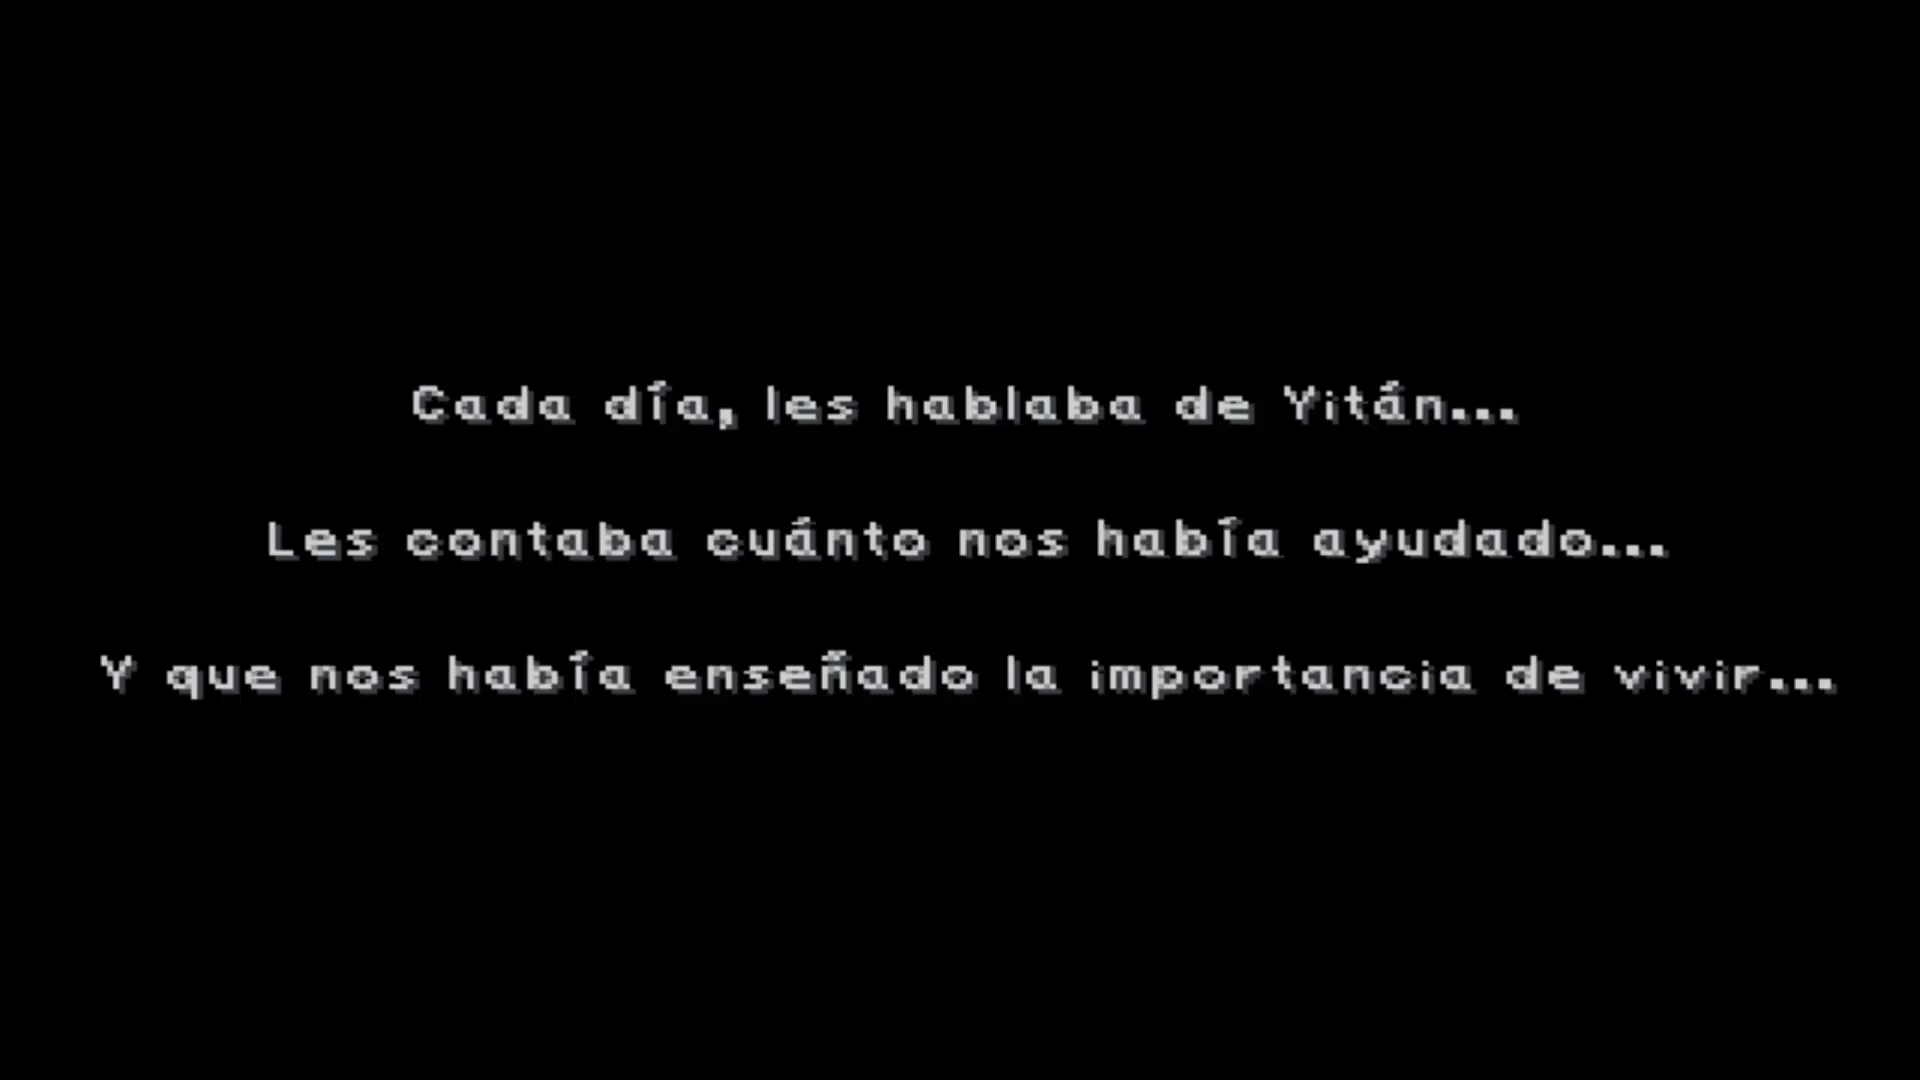 Cada día, les hablaba de Yitán...
Les contaba cuánto nos había ayudado...
Y que nos había enseñado la importancia de vivir...